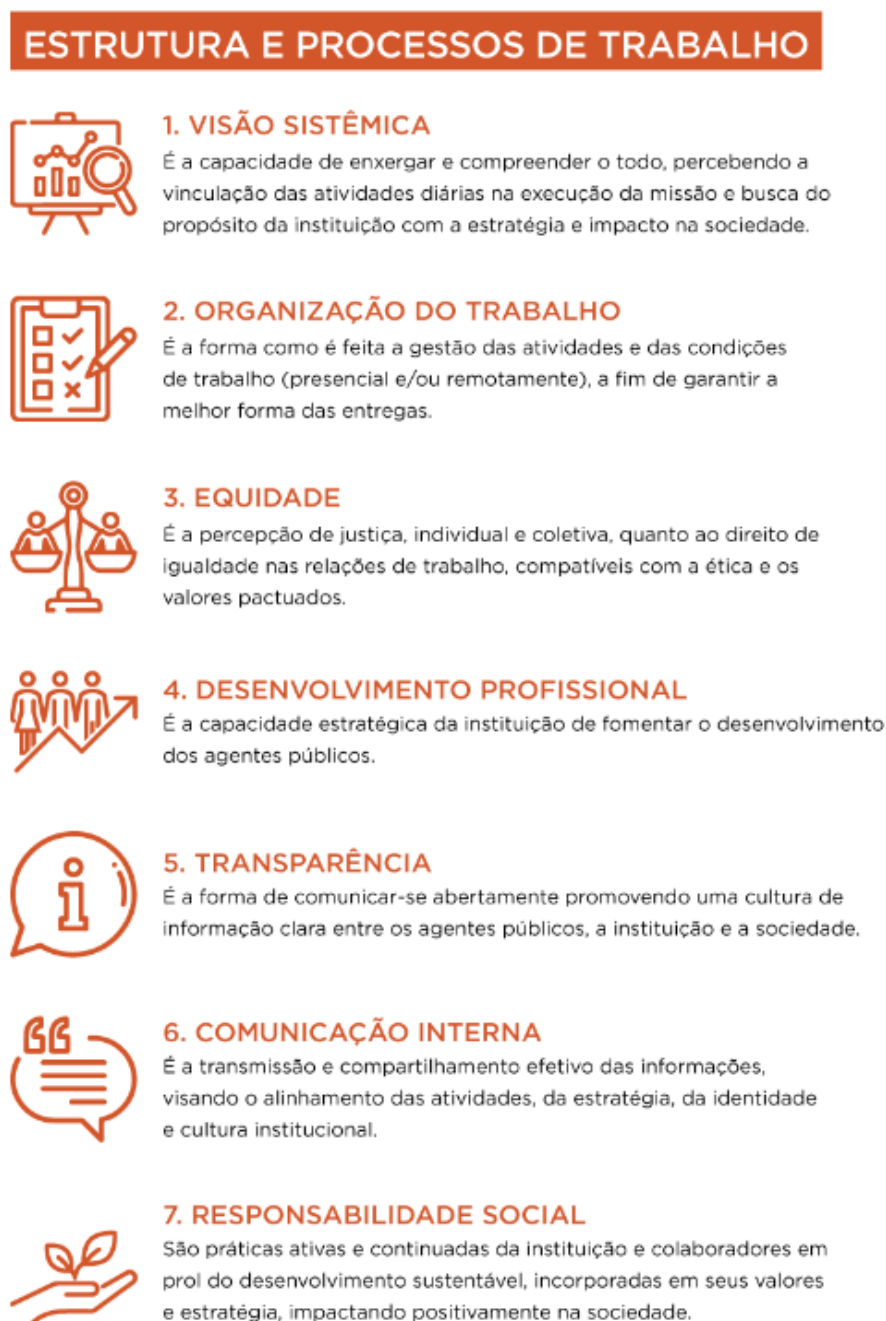 ESTRUTURA E PROCESSOS DE TRABALHO
1. VISÃO SISTÊMICA
É a capacidade de enxergar e compreender o todo, percebendo a
vinculação das atividades diárias na execução da missão e busca do
propósito da instituição com a estratégia e impacto na sociedade.
2. ORGANIZAÇÃO DO TRABALHO
É a forma como é feita a gestão das atividades e das condições
de trabalho (presencial e/ou remotamente), a fim de garantir a
melhor forma das entregas.
3. EQUIDADE
É a percepção de justiça, individual e coletiva, quanto ao direito de
igualdade nas relações de trabalho, compatíveis com a ética e os
valores pactuados.
4. DESENVOLVIMENTO PROFISSIONAL
É a capacidade estratégica da instituição de fomentar o desenvolvimento
dos agentes públicos.
5. TRANSPARÊNCIA
É a forma de comunicar-se abertamente promovendo uma cultura de
informação clara entre os agentes públicos, a instituição e a sociedade.
6. COMUNICAÇÃO INTERNA
É a transmissão e compartilhamento efetivo das informações,
visando o alinhamento das atividades, da estratégia, da identidade
e cultura institucional.
7. RESPONSABILIDADE SOCIAL
São práticas ativas e continuadas da instituição e colaboradores em
prol do desenvolvimento sustentável, incorporadas em seus valores
e estratégia, impactando positivamente na sociedade.